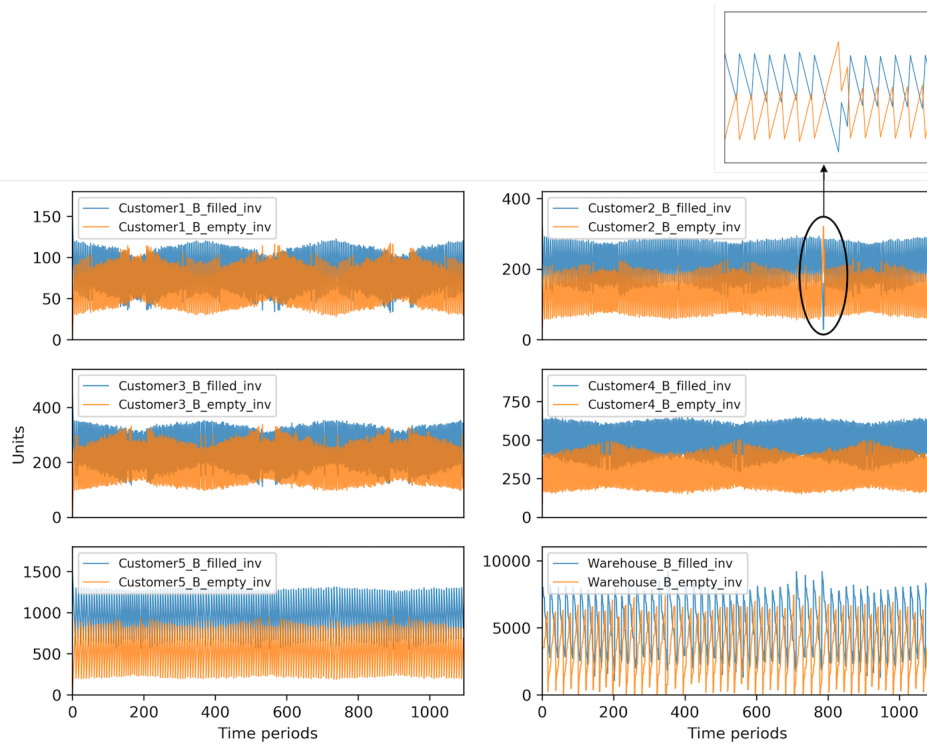 150
100
50
0
Customer1_B_filled_inv
Customer1_B_empty_inv
400
200
0
Customer2_B_filled_inv
Customer2_B_empty_inv
Units
400
200
0
Customer3_B_filled_inv
Customer3_B_empty_inv
750
500
250
0
Customer4_B_filled_inv
Customer4_B_empty_inv
1500
1000
500
0
Customer5_B_filled_inv
Customer5_B_empty_inv
0 200 400 600 800 1000
Time periods
10000
5000
0
Warehouse_B_filled_inv
Warehouse_B_empty_inv
0 200 400 600 800 1000
Time periods